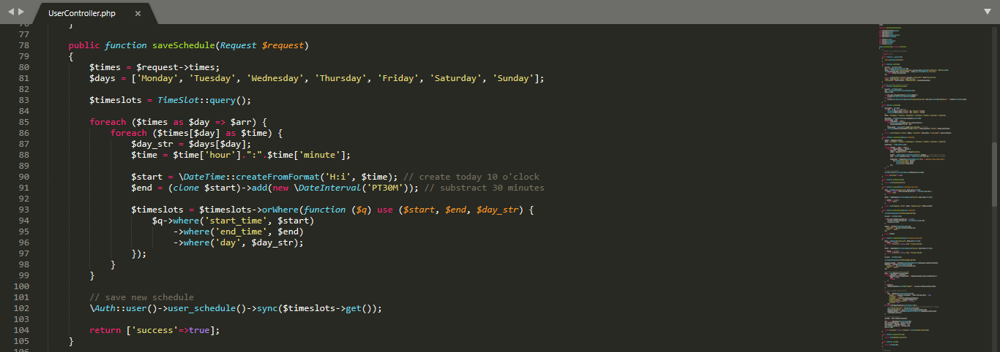 UserController.php ×
76 }
77
78 public function saveSchedule(Request $request)
79 {
80 $times = $request->times;
81 $days = ['Monday', 'Tuesday', 'Wednesday', 'Thursday', 'Friday', 'Saturday', 'Sunday'];
82
83 $timeslots = TimeSlot::query();
84
85 foreach ($times as $day => $arr) {
86 foreach ($times[$day] as $time) {
87 $day_str = $days[$day];
88 $time = $time['hour'].":".$time['minute'];
89
90 $start = \DateTime::createFromFormat('H:i', $time); // create today 10 o'clock
91 $end = (clone $start)->add(new \DateInterval('PT30M')); // substract 30 minutes
92
93 $timeslots = $timeslots->orWhere(function ($q) use ($start, $end, $day_str) {
94 $q->where('start_time', $start)
95 ->where('end_time', $end)
96 ->where('day', $day_str);
97 });
98 }
99 }
100
101 // save new schedule
102 \Auth::user()->user_schedule()->sync($timeslots->get());
103
104 return ['success'=>true];
105 }
106